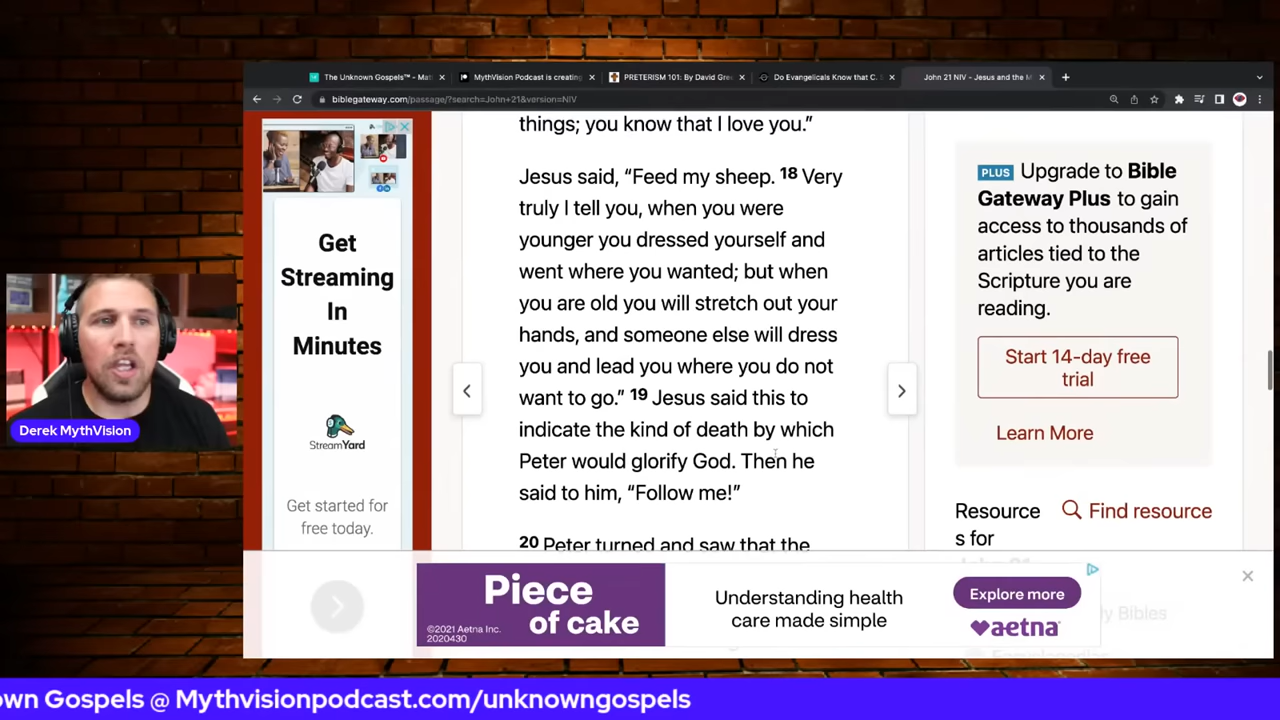 The Unknown Gospels™ - Mat
MythVision Podcast is creating
PRETERISM 101: By David Gree
Do Evangelicals Know that C. S
John 21 NIV - Jesus and the M
biblegateway.com/passage/?search=John+21&version=NIV
Get
Streaming
In
Minutes
StreamYard
Get started for
free today.
things; you know that I love you.”
Jesus said, “Feed my sheep. 18 Very
truly I tell you, when you were
younger you dressed yourself and
went where you wanted; but when
you are old you will stretch out your
hands, and someone else will dress
you and lead you where you do not
want to go.” 19 Jesus said this to
indicate the kind of death by which
Peter would glorify God. Then he
said to him, “Follow me!”
20 Peter turned and saw that the
PLUS Upgrade to Bible
Gateway Plus to gain
access to thousands of
articles tied to the
Scripture you are
reading.
Start 14-day free
trial
Learn More
Resource
s for
Find resource
y Bibles
Derek MythVision
Piece
of cake
©2021 Aetna Inc.
2020430
Understanding health
care made simple
Explore more
aetna
own Gospels @ Mythvisionpodcast.com/unknowngospels